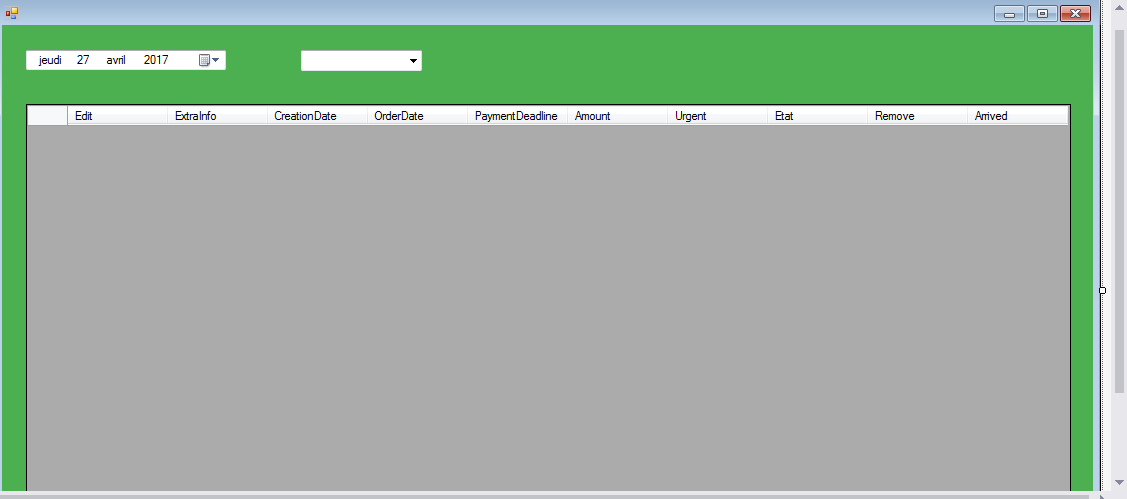 jeudi 27 avril 2017
Edit ExtraInfo CreationDate OrderDate PaymentDeadline Amount Urgent Etat Remove Arrived